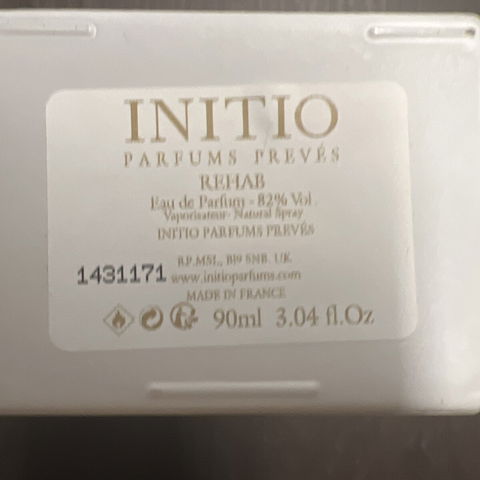 INITIO
PARFUMS PREVÉS
REHAB
Eau de Parfum - 82% Vol.
Vaporisateur- Natural Spray
INITIO PARFUMS PREVÉS
R.P.MSL., B19 SNB. UK.
1431171 www.initioparfums.com
MADE IN FRANCE
90ml 3.04 fl.Oz